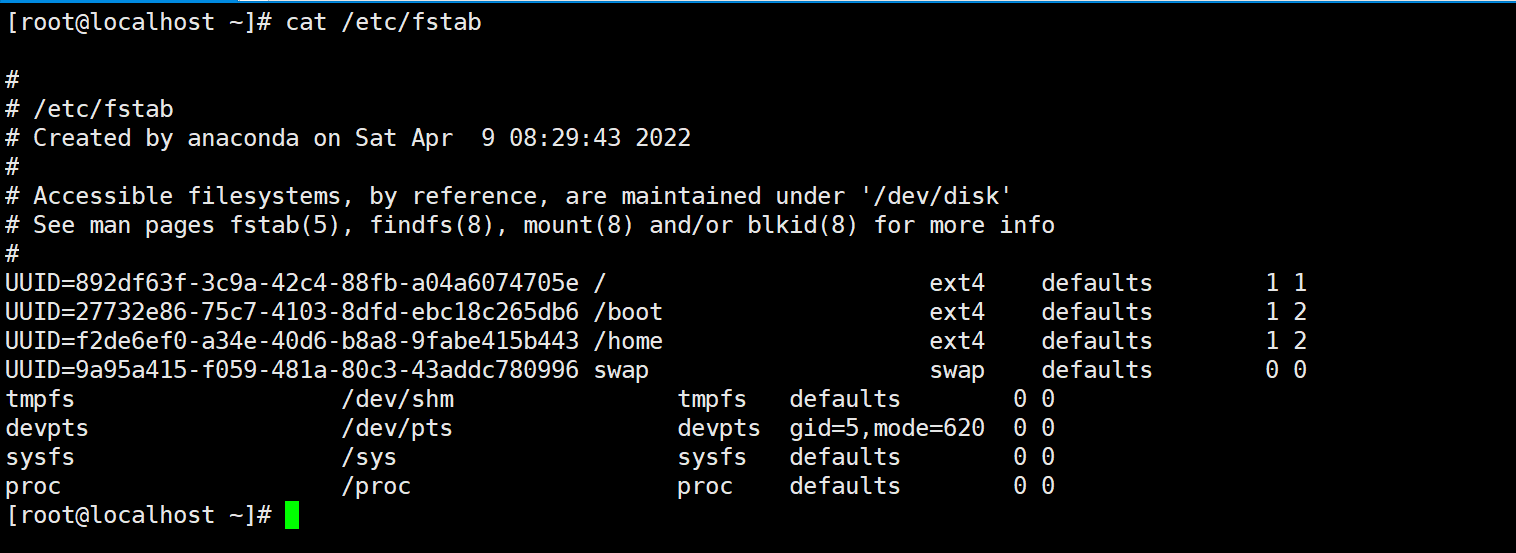 [root@localhost ~]# cat /etc/fstab
#
# /etc/fstab
# Created by anaconda on Sat Apr  9 08:29:43 2022
#
# Accessible filesystems, by reference, are maintained under '/dev/disk'
# See man pages fstab(5), findfs(8), mount(8) and/or blkid(8) for more info
#
UUID=892df63f-3c9a-42c4-88fb-a04a6074705e /                       ext4    defaults        1 1
UUID=27732e86-75c7-4103-8dfd-ebc18c265db6 /boot                   ext4    defaults        1 2
UUID=f2de6ef0-a34e-40d6-b8a8-9fabe415b443 /home                   ext4    defaults        1 2
UUID=9a95a415-f059-481a-80c3-43addc780996 swap                    swap    defaults        0 0
tmpfs                   /dev/shm                tmpfs   defaults        0 0
devpts                  /dev/pts                devpts  gid=5,mode=620  0 0
sysfs                   /sys                    sysfs   defaults        0 0
proc                    /proc                   proc    defaults        0 0
[root@localhost ~]#